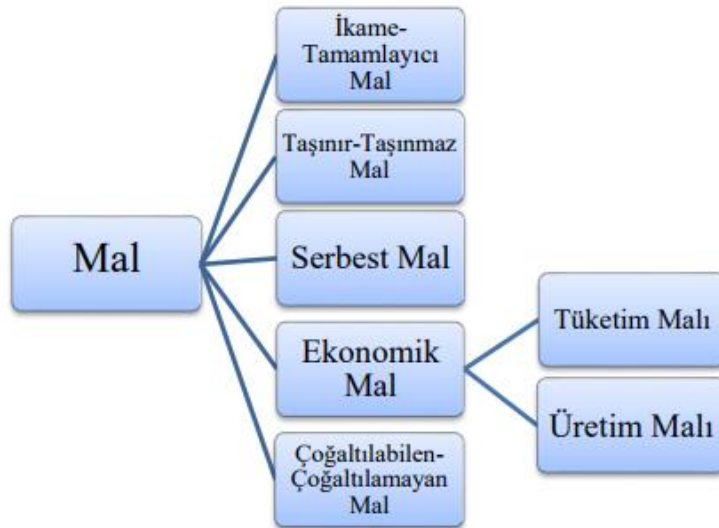 İkame-
Tamamlayıcı
Mal
Taşınır-Taşınmaz
Mal
Mal
Serbest Mal
Ekonomik
Mal
Tüketim Malı
Üretim Malı
Çoğaltılabilen-
Çoğaltılamayan
Mal